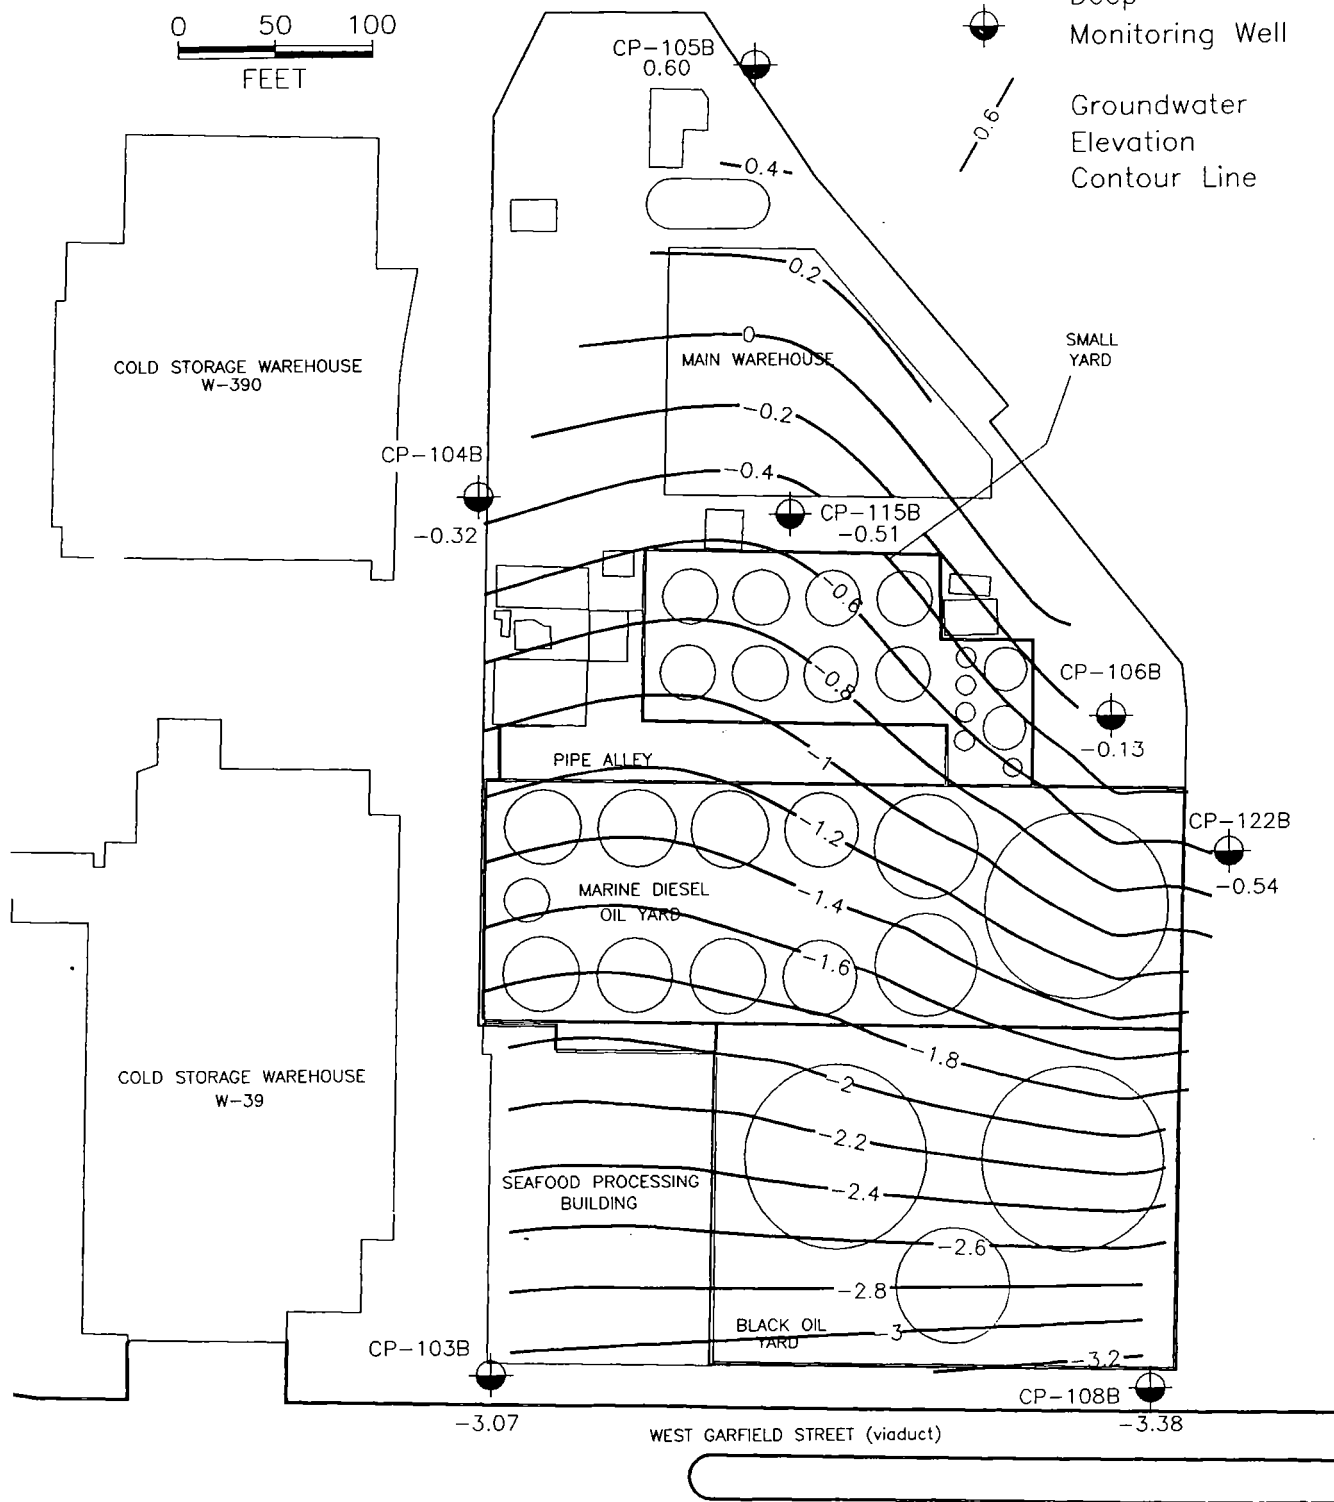 0 50 100
FEET
Deep
Monitoring Well
0.6
Groundwater
Elevation
Contour Line
CP-105B
0.60
0.4
0.2
0
MAIN WAREHOUSE
-0.2
-0.4
SMALL
YARD
COLD STORAGE WAREHOUSE
W-390
CP-104B
-0.32
CP-115B
-0.51
-0.6
-0.8
CP-106B
-0.13
PIPE ALLEY
-1
-1.2
CP-122B
-0.54
MARINE DIESEL
OIL YARD
-1.4
-1.6
-1.8
COLD STORAGE WAREHOUSE
W-39
-2
-2.2
SEAFOOD PROCESSING
BUILDING
-2.4
-2.6
-2.8
BLACK OIL
YARD
-3
-3.2
CP-103B
-3.07
CP-108B
-3.38
WEST GARFIELD STREET (viaduct)